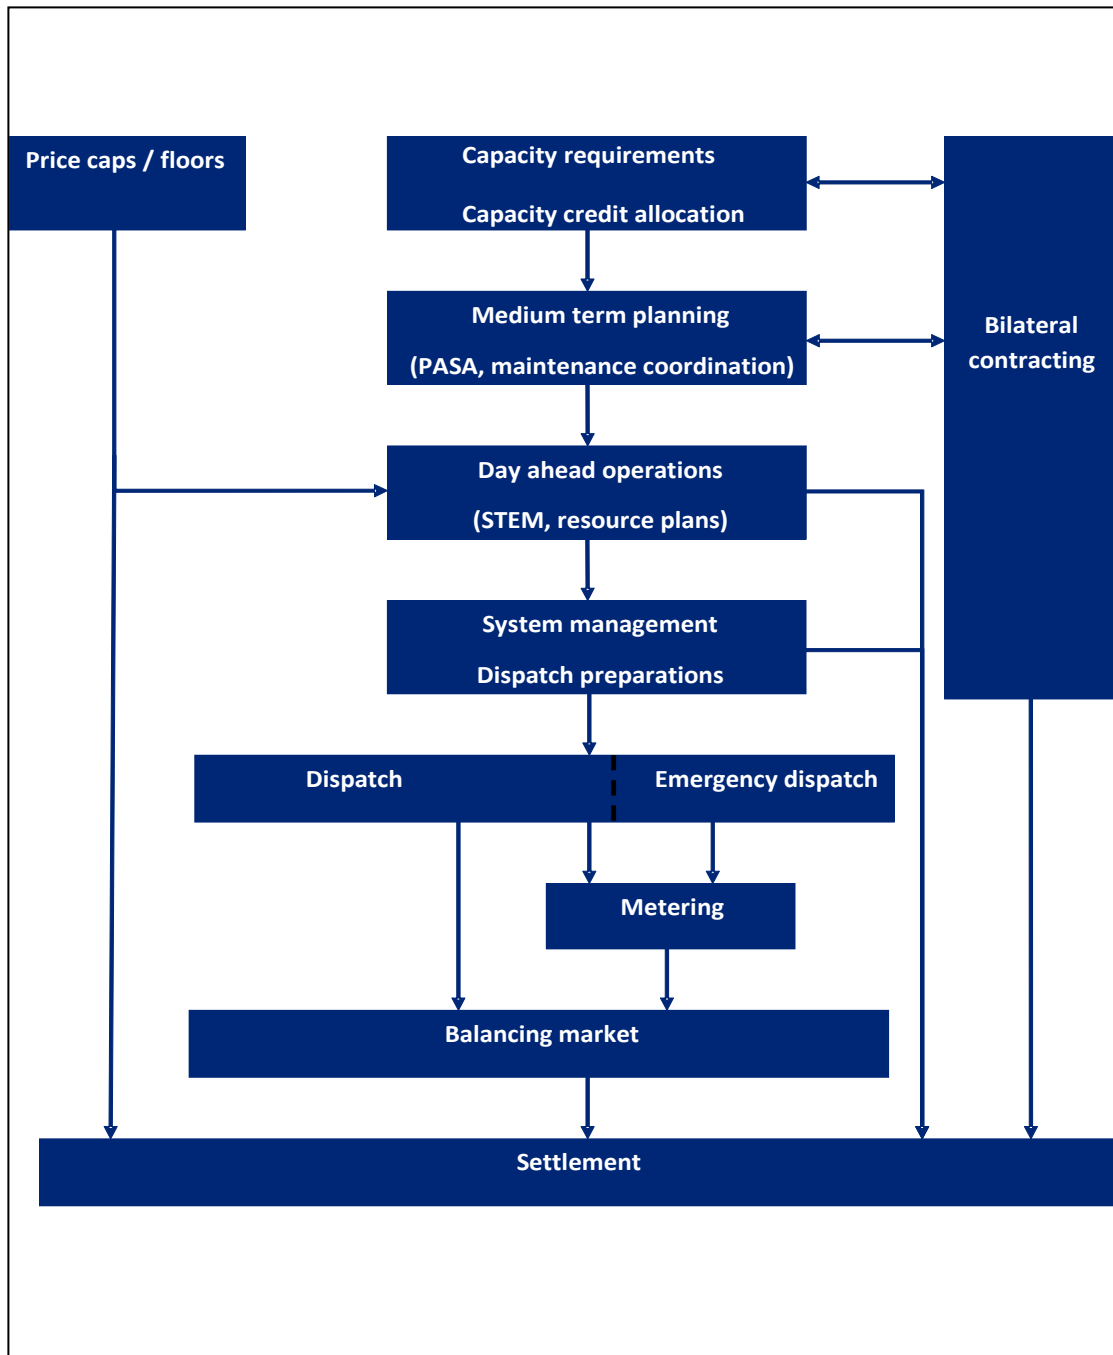 Price caps / floors
Capacity requirements
Capacity credit allocation
Medium term planning
(PASA, maintenance coordination)
Bilateral
contracting
Day ahead operations
(STEM, resource plans)
System management
Dispatch preparations
Dispatch
Emergency dispatch
Metering
Balancing market
Settlement